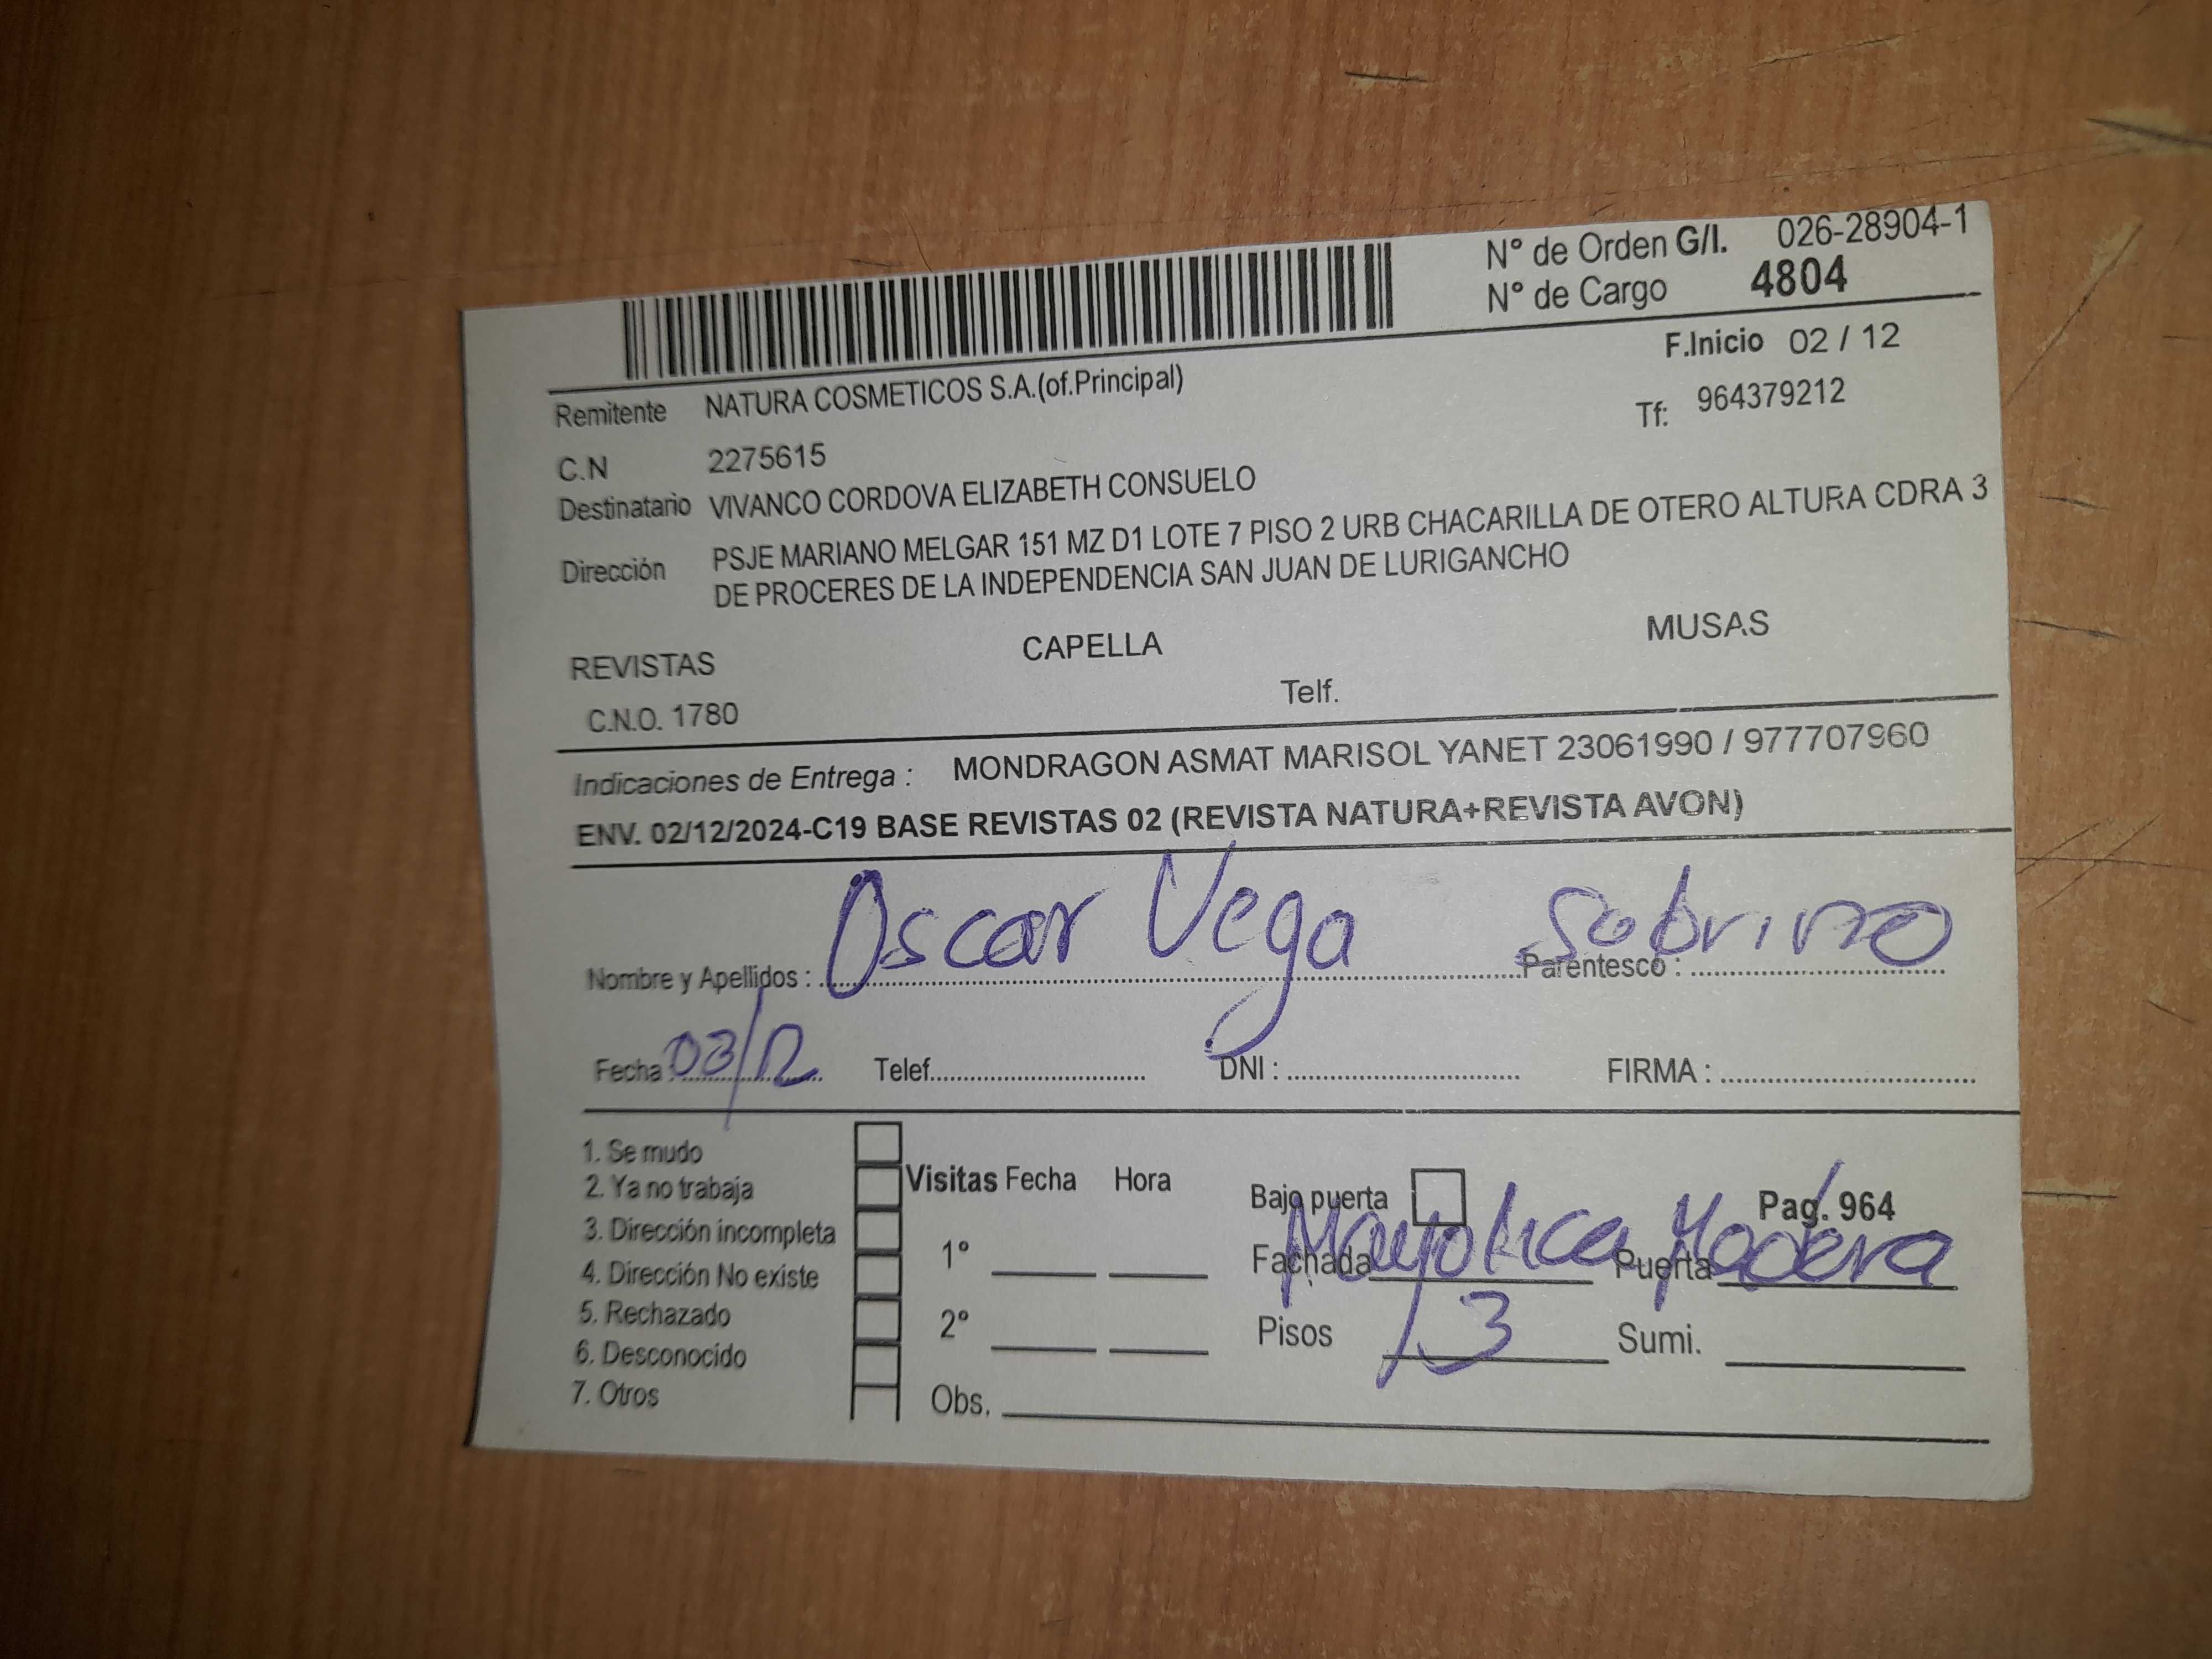 N° de Orden G/I. 026-28904-1
N° de Cargo 4804
F.Inicio 02 / 12
Remitente NATURA COSMETICOS S.A.(of.Principal)
Tf: 964379212
C.N 2275615
Destinatario VIVANCO CORDOVA ELIZABETH CONSUELO
Dirección PSJE MARIANO MELGAR 151 MZ D1 LOTE 7 PISO 2 URB CHACARILLA DE OTERO ALTURA CDRA 3
DE PROCERES DE LA INDEPENDENCIA SAN JUAN DE LURIGANCHO
REVISTAS CAPELLA MUSAS
C.N.O. 1780 Telf.
Indicaciones de Entrega : MONDRAGON ASMAT MARISOL YANET 23061990 / 977707960
ENV. 02/12/2024-C19 BASE REVISTAS 02 (REVISTA NATURA+REVISTA AVON)
Nombre y Apellidos : Oscar Vega Parentesco : Sobrino
Fecha : 03/12 Telef. DNI : FIRMA :
1. Se mudo
2. Ya no trabaja
3. Dirección incompleta
4. Dirección No existe
5. Rechazado
6. Desconocido
7. Otros
Visitas Fecha Hora
1°
2°
Obs.
Bajo puerta Pag. 964
Fachada Mayolica Puerta Madera
Pisos 3 Sumi.